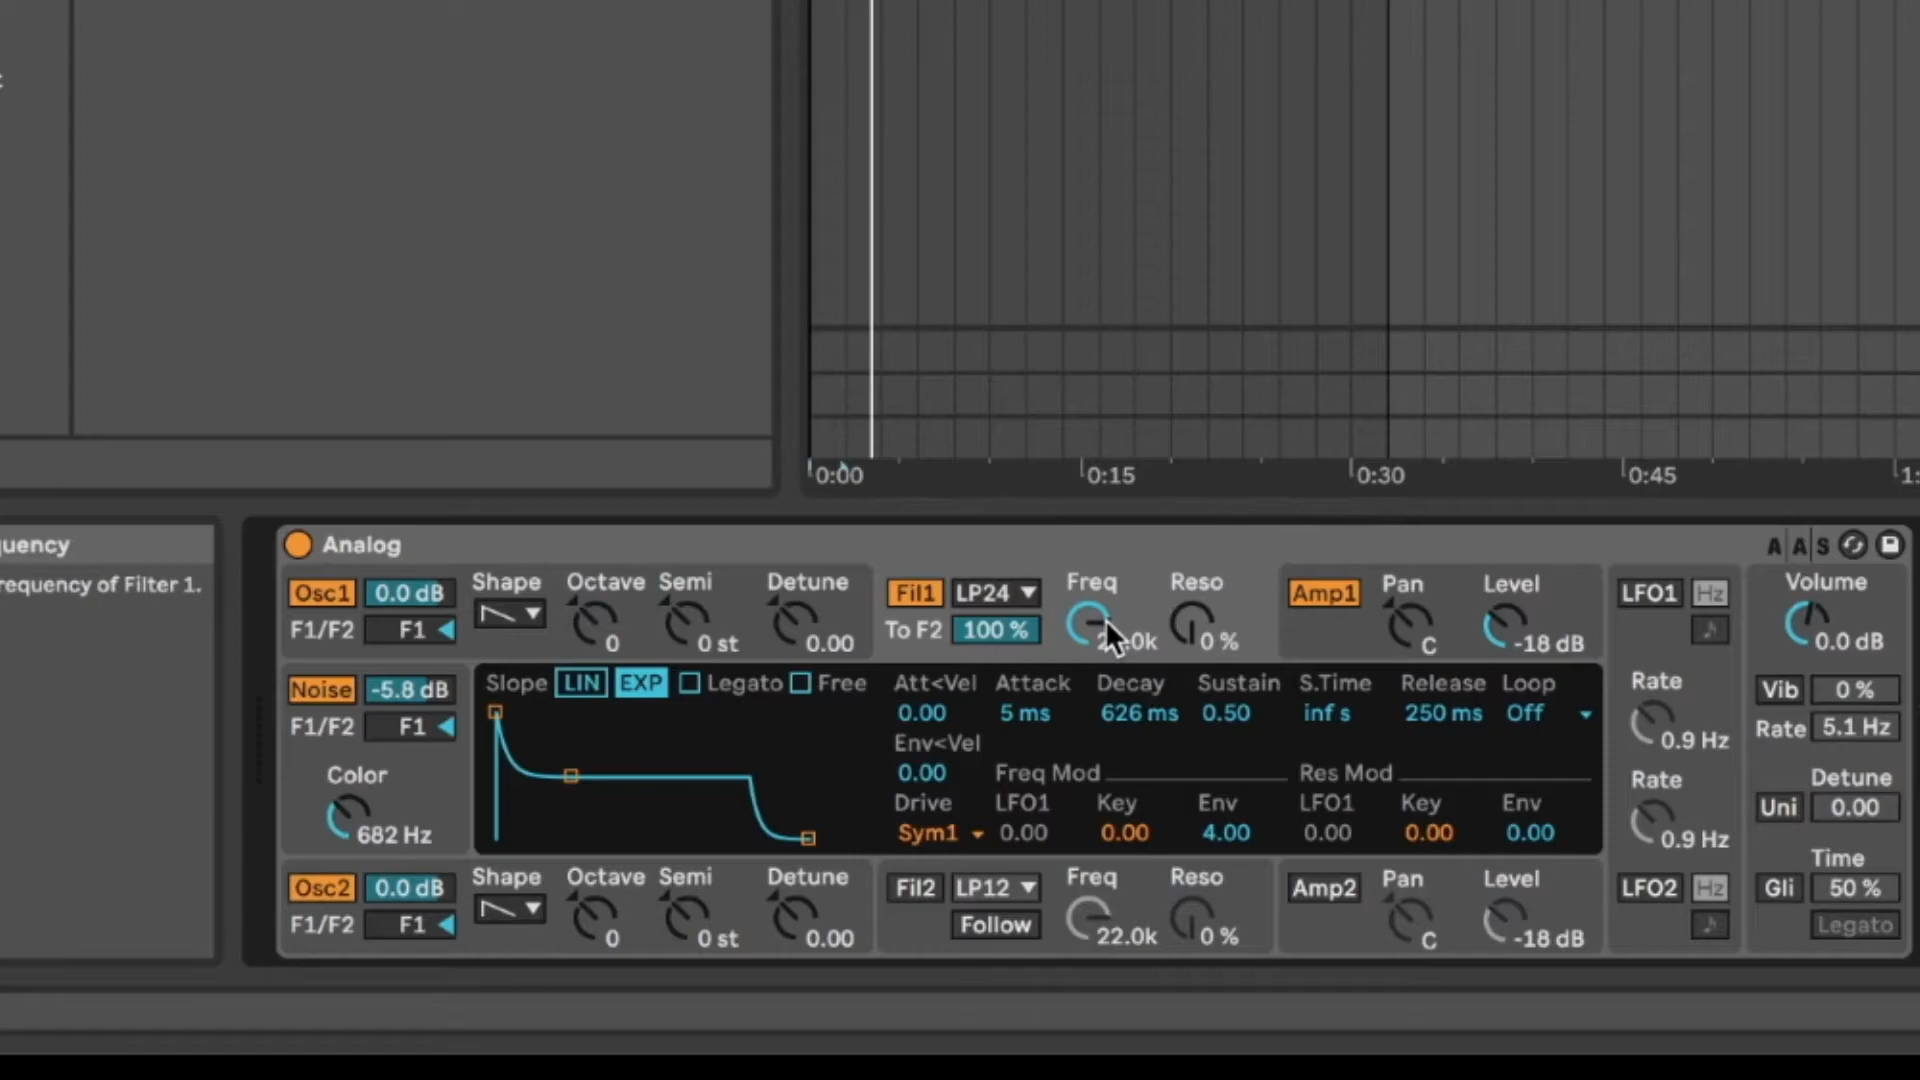 0:00 0:15 0:30 0:45 1:
uency
requency of Filter 1.
Analog
A A S
Osc1 0.0 dB Shape Octave Semi Detune
F1/F2 F1 0 0 st 0.00
Fil1 LP24 Freq Reso
To F2 100 % 0 %
Amp1 Pan Level
C -18 dB
LFO1 Hz
Volume
0.0 dB
Noise -5.8 dB
F1/F2 F1
Color
682 Hz
Slope LIN EXP Legato Free
Att<Vel Attack Decay Sustain S.Time Release Loop
0.00 5 ms 626 ms 0.50 inf s 250 ms Off
Env<Vel
0.00 Freq Mod Res Mod
Drive LFO1 Key Env LFO1 Key Env
Sym1 0.00 0.00 4.00 0.00 0.00 0.00
Rate
0.9 Hz
Rate
0.9 Hz
Vib 0 %
Rate 5.1 Hz
Detune
Uni 0.00
Time
Osc2 0.0 dB Shape Octave Semi Detune
F1/F2 F1 0 0 st 0.00
Fil2 LP12 Freq Reso
Follow 22.0k 0 %
Amp2 Pan Level
C -18 dB
LFO2 Hz
Gli 50 %
Legato